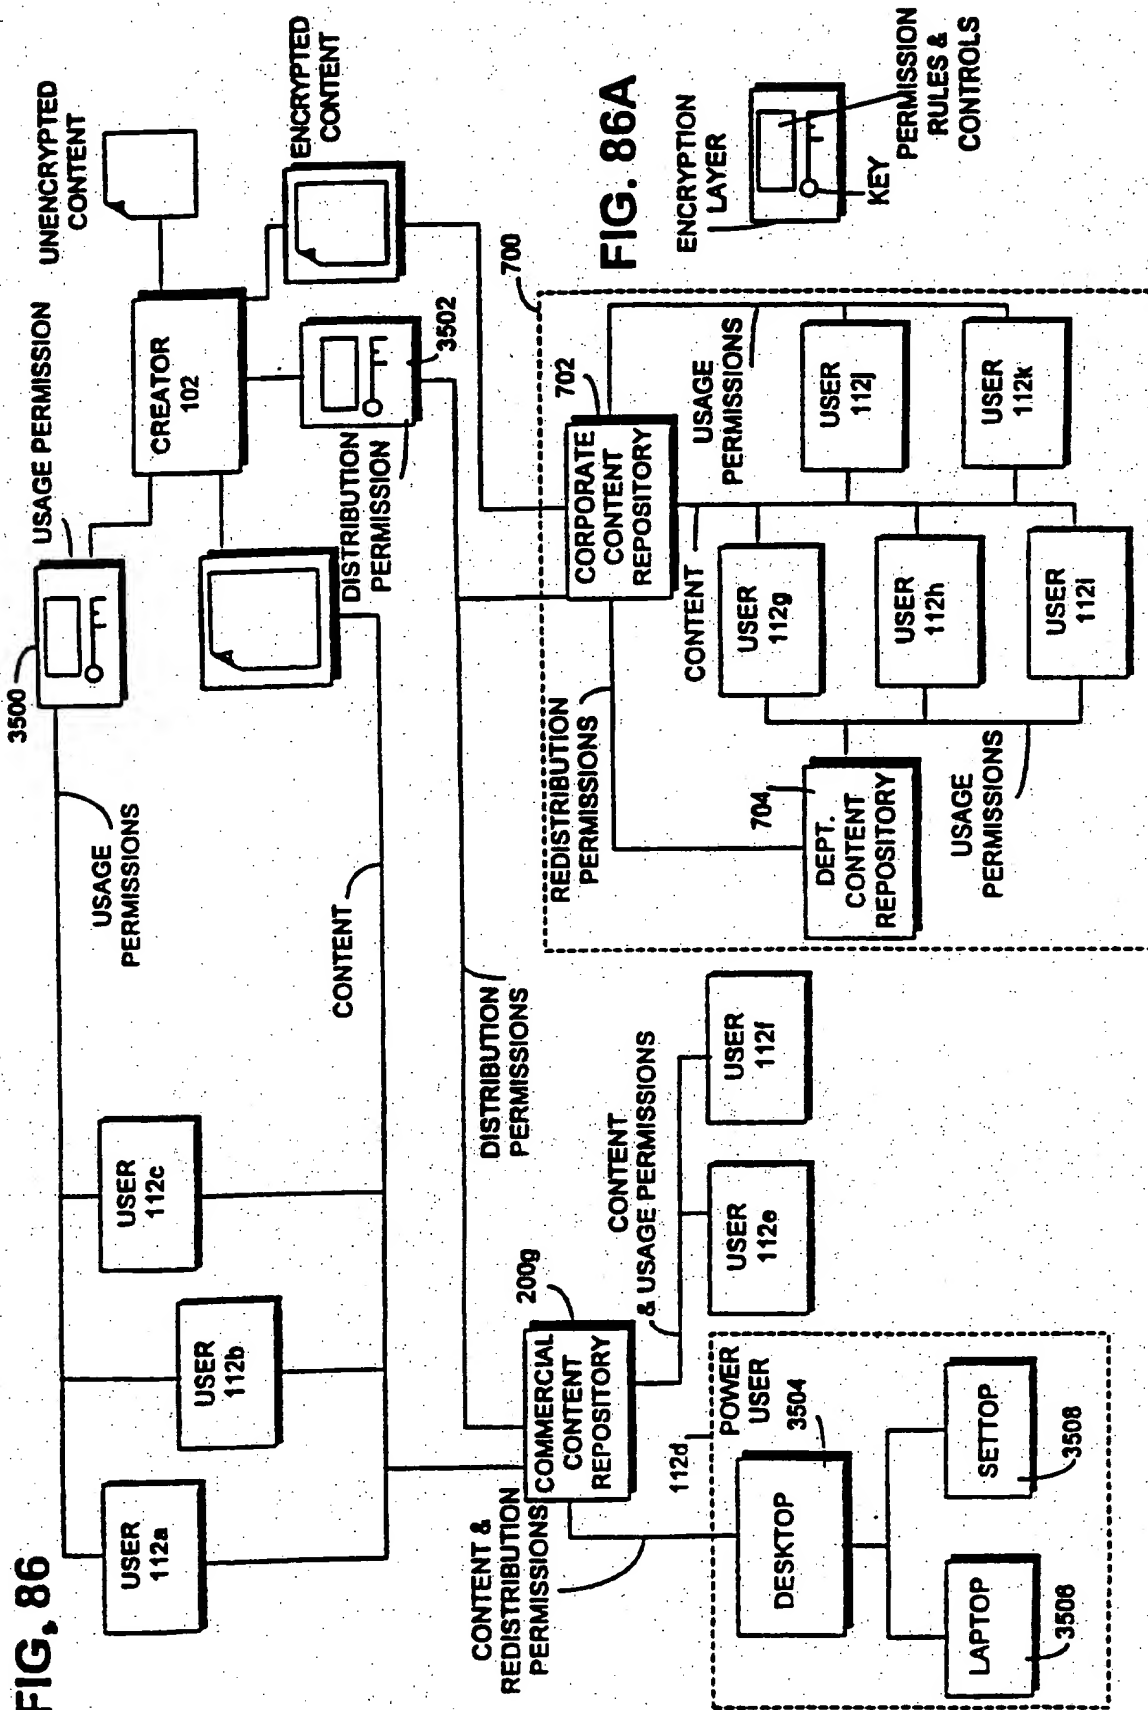 FIG. 86
3500
USAGE PERMISSION
UNENCRYPTED
CONTENT
CREATOR
102
USAGE
PERMISSIONS
ENCRYPTED
CONTENT
DISTRIBUTION
PERMISSION
3502
CONTENT
USER
112a
USER
112b
USER
112c
DISTRIBUTION
PERMISSIONS
CONTENT &
REDISTRIBUTION
PERMISSIONS
COMMERCIAL
CONTENT
REPOSITORY
200g
CONTENT
& USAGE PERMISSIONS
USER
112e
USER
112f
112d
POWER
USER
3504
DESKTOP
LAPTOP
3506
SETTOP
3508
700
702
CORPORATE
CONTENT
REPOSITORY
REDISTRIBUTION
PERMISSIONS
CONTENT
USAGE
PERMISSIONS
704
DEPT.
CONTENT
REPOSITORY
USER
112g
USER
112h
USER
112i
USER
112j
USER
112k
USAGE
PERMISSIONS
FIG. 86A
ENCRYPTION
LAYER
KEY
PERMISSION
RULES &
CONTROLS